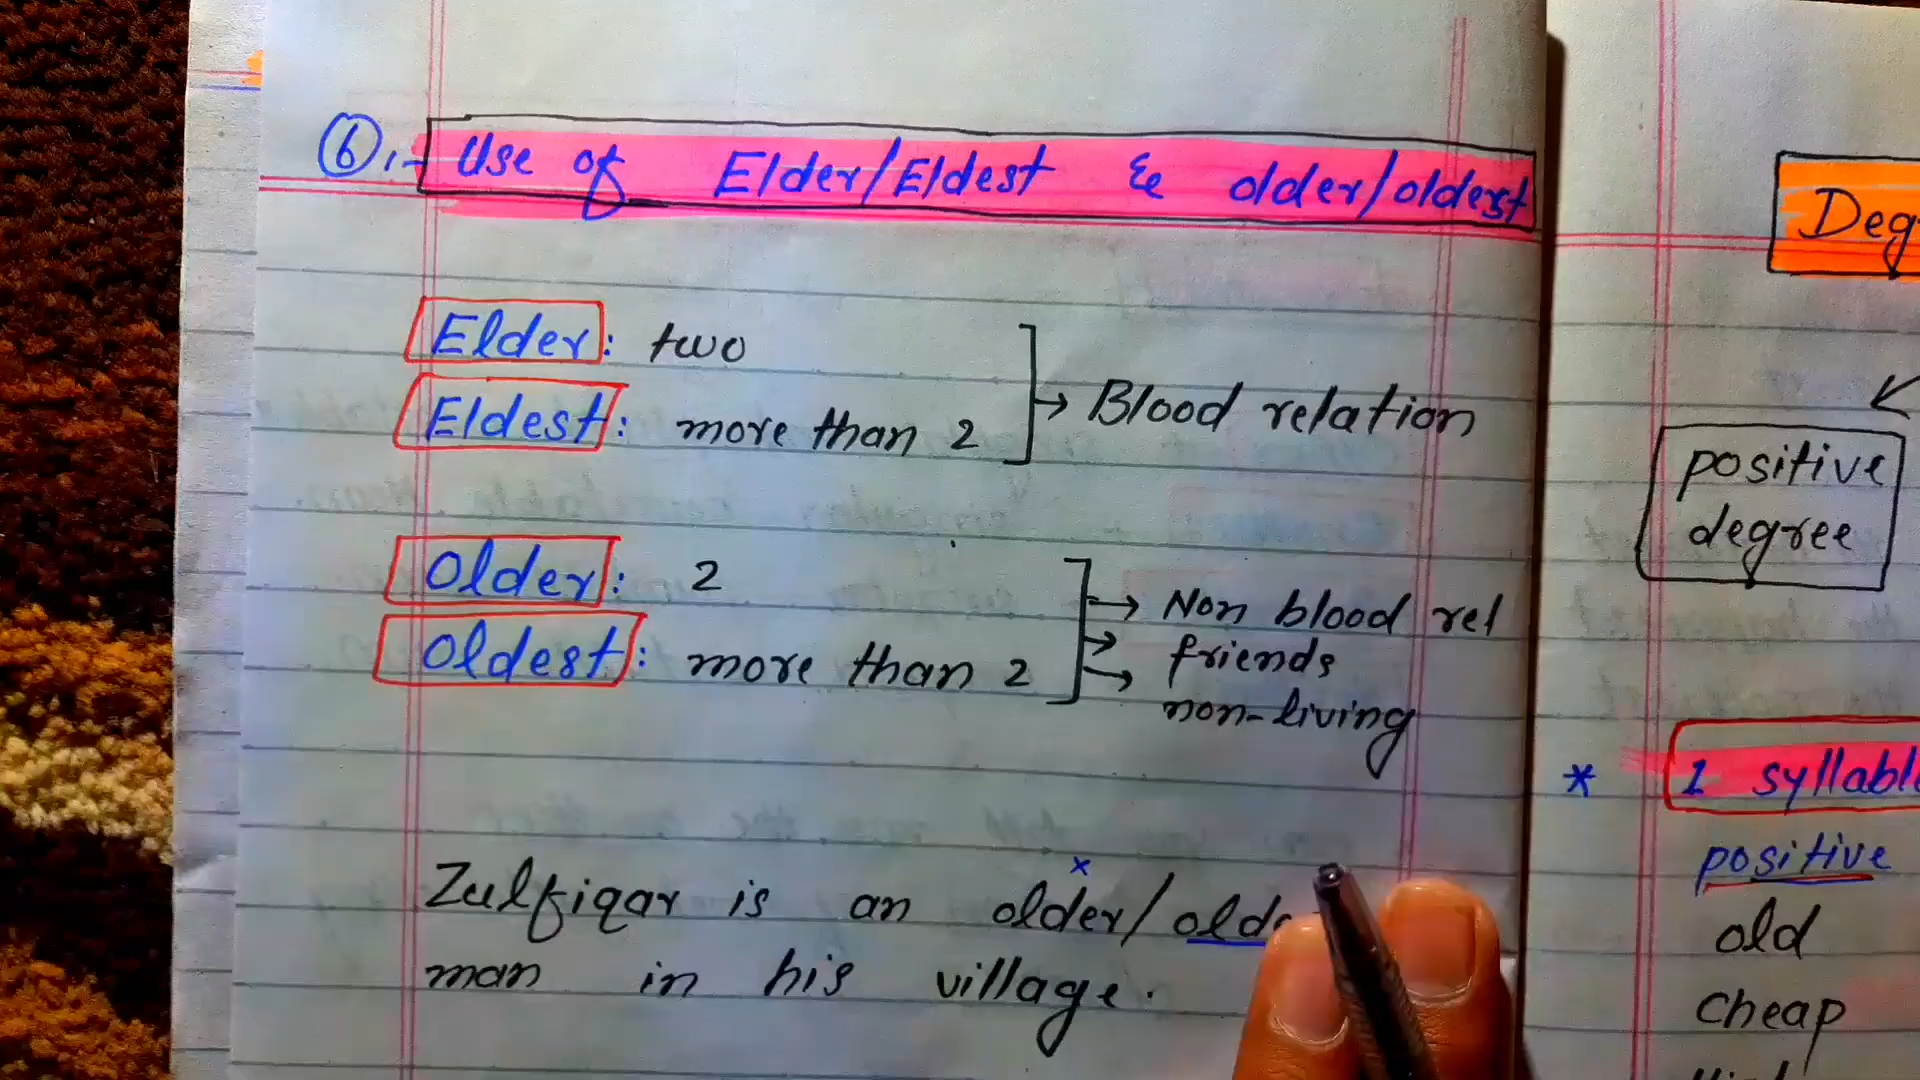 6 :- Use of Elder/Eldest & older/oldest
Elder: two
Eldest: more than 2
Blood relation
Older: 2
Oldest: more than 2
Non blood rel
friends
non-living
x
Zulfiqar is an older/
man in his village.
Deg
positive
degree
* 1 syllable
positive
old
cheap